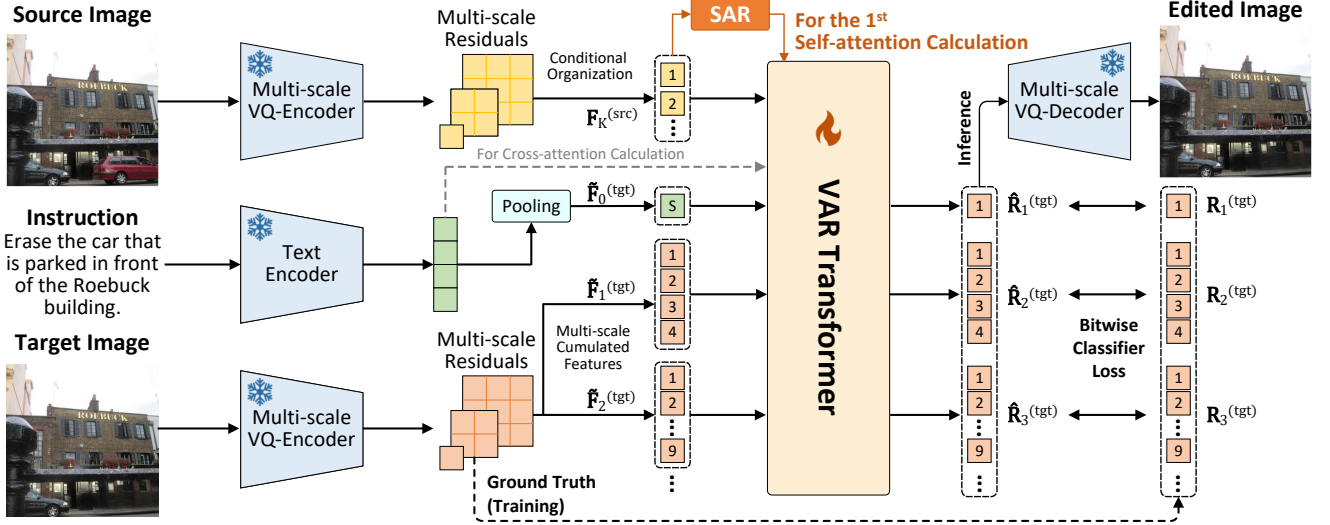 Source Image
Multi-scale
VQ-Encoder
Multi-scale
Residuals
Conditional
Organization
F_K^(src)
1
2
⋮
SAR
For the 1st
Self-attention Calculation
Edited Image
Multi-scale
VQ-Decoder
Inference
ROEBUCK
ROEBUCK
For Cross-attention Calculation
Instruction
Erase the car that
is parked in front
of the Roebuck
building.
Text
Encoder
Pooling
F̃_0^(tgt)
S
F̃_1^(tgt)
1
2
3
4
Multi-scale
Cumulated
Features
F̃_2^(tgt)
1
2
⋮
9
⋮
VAR Transformer
1
R̂_1^(tgt)
1
R_1^(tgt)
1
2
3
4
R̂_2^(tgt)
1
2
3
4
R_2^(tgt)
Bitwise
Classifier
Loss
1
2
⋮
9
⋮
R̂_3^(tgt)
1
2
⋮
9
⋮
R_3^(tgt)
Target Image
ROEBUCK
Multi-scale
VQ-Encoder
Multi-scale
Residuals
Ground Truth
(Training)